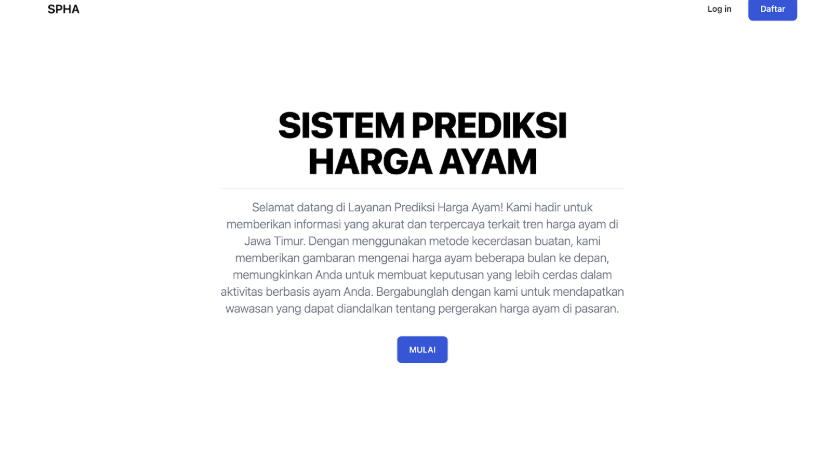 SPHA
Log in
Daftar
SISTEM PREDIKSI
HARGA AYAM
Selamat datang di Layanan Prediksi Harga Ayam! Kami hadir untuk
memberikan informasi yang akurat dan terpercaya terkait tren harga ayam di
Jawa Timur. Dengan menggunakan metode kecerdasan buatan, kami
memberikan gambaran mengenai harga ayam beberapa bulan ke depan,
memungkinkan Anda untuk membuat keputusan yang lebih cerdas dalam
aktivitas berbasis ayam Anda. Bergabunglah dengan kami untuk mendapatkan
wawasan yang dapat diandalkan tentang pergerakan harga ayam di pasaran.
MULAI